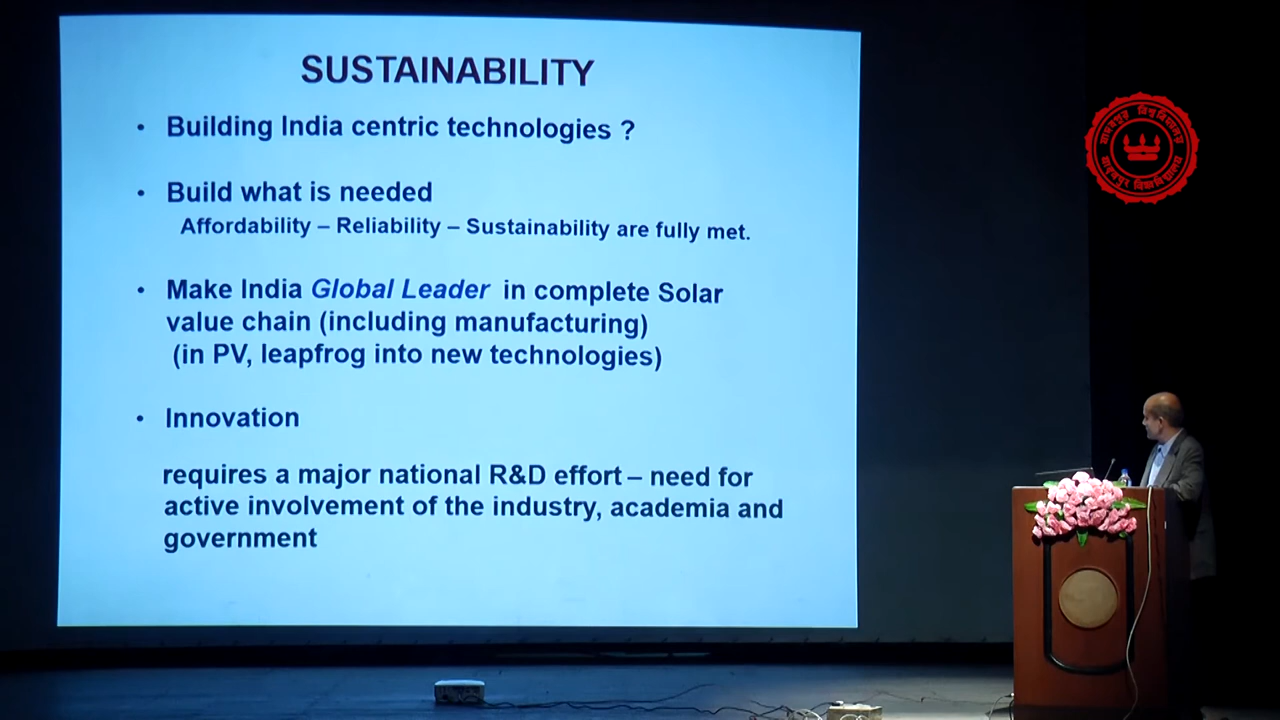 SUSTAINABILITY
• Building India centric technologies ?
• Build what is needed
Affordability – Reliability – Sustainability are fully met.
• Make India Global Leader in complete Solar
value chain (including manufacturing)
(in PV, leapfrog into new technologies)
• Innovation
requires a major national R&D effort – need for
active involvement of the industry, academia and
government